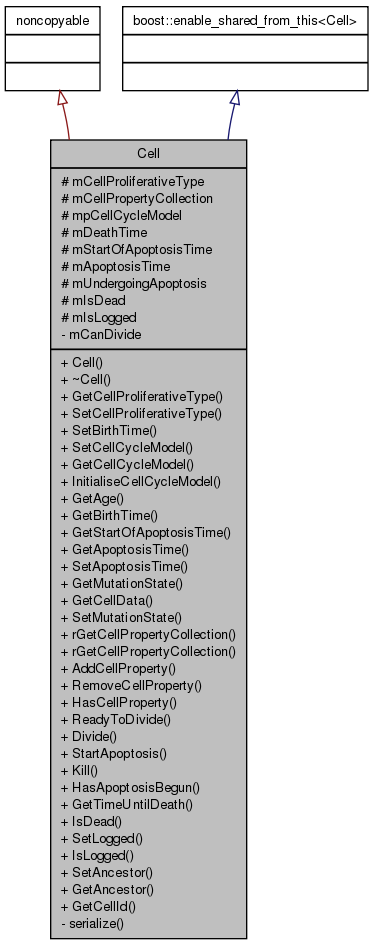 noncopyable
boost::enable_shared_from_this<Cell>
Cell
# mCellProliferativeType
# mCellPropertyCollection
# mpCellCycleModel
# mDeathTime
# mStartOfApoptosisTime
# mApoptosisTime
# mUndergoingApoptosis
# mIsDead
# mIsLogged
- mCanDivide
+ Cell()
+ ~Cell()
+ GetCellProliferativeType()
+ SetCellProliferativeType()
+ SetBirthTime()
+ SetCellCycleModel()
+ GetCellCycleModel()
+ InitialiseCellCycleModel()
+ GetAge()
+ GetBirthTime()
+ GetStartOfApoptosisTime()
+ GetApoptosisTime()
+ SetApoptosisTime()
+ GetMutationState()
+ GetCellData()
+ SetMutationState()
+ rGetCellPropertyCollection()
+ rGetCellPropertyCollection()
+ AddCellProperty()
+ RemoveCellProperty()
+ HasCellProperty()
+ ReadyToDivide()
+ Divide()
+ StartApoptosis()
+ Kill()
+ HasApoptosisBegun()
+ GetTimeUntilDeath()
+ IsDead()
+ SetLogged()
+ IsLogged()
+ SetAncestor()
+ GetAncestor()
+ GetCellId()
- serialize()